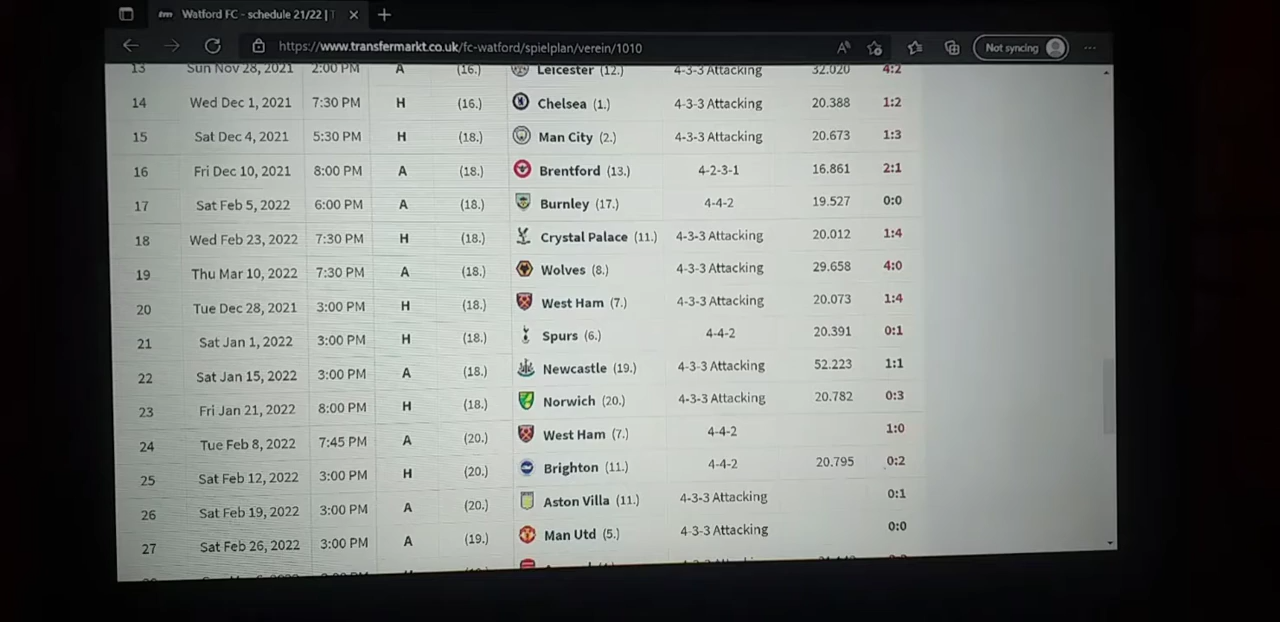 Watford FC - schedule 21/22 | T
https://www.transfermarkt.co.uk/fc-watford/spielplan/verein/1010 Not syncing
13 Sun Nov 28, 2021 2:00 PM A (16.) Leicester (12.) 4-3-3 Attacking 32.020 4:2
14 Wed Dec 1, 2021 7:30 PM H (16.) Chelsea (1.) 4-3-3 Attacking 20.388 1:2
15 Sat Dec 4, 2021 5:30 PM H (18.) Man City (2.) 4-3-3 Attacking 20.673 1:3
16 Fri Dec 10, 2021 8:00 PM A (18.) Brentford (13.) 4-2-3-1 16.861 2:1
17 Sat Feb 5, 2022 6:00 PM A (18.) Burnley (17.) 4-4-2 19.527 0:0
18 Wed Feb 23, 2022 7:30 PM H (18.) Crystal Palace (11.) 4-3-3 Attacking 20.012 1:4
19 Thu Mar 10, 2022 7:30 PM A (18.) Wolves (8.) 4-3-3 Attacking 29.658 4:0
20 Tue Dec 28, 2021 3:00 PM H (18.) West Ham (7.) 4-3-3 Attacking 20.073 1:4
21 Sat Jan 1, 2022 3:00 PM H (18.) Spurs (6.) 4-4-2 20.391 0:1
22 Sat Jan 15, 2022 3:00 PM A (18.) Newcastle (19.) 4-3-3 Attacking 52.223 1:1
23 Fri Jan 21, 2022 8:00 PM H (18.) Norwich (20.) 4-3-3 Attacking 20.782 0:3
24 Tue Feb 8, 2022 7:45 PM A (20.) West Ham (7.) 4-4-2 1:0
25 Sat Feb 12, 2022 3:00 PM H (20.) Brighton (11.) 4-4-2 20.795 0:2
26 Sat Feb 19, 2022 3:00 PM A (20.) Aston Villa (11.) 4-3-3 Attacking 0:1
27 Sat Feb 26, 2022 3:00 PM A (19.) Man Utd (5.) 4-3-3 Attacking 0:0